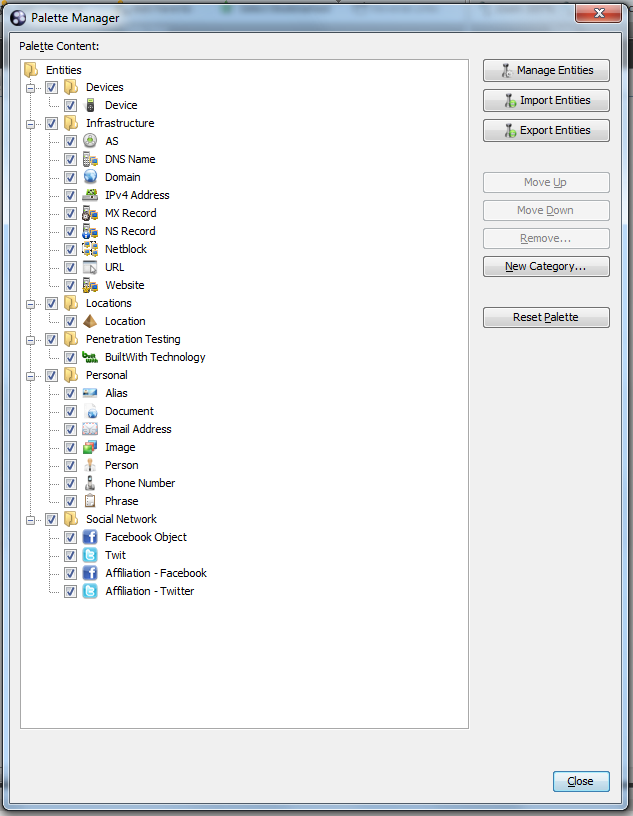 Palette Manager
Palette Content:
Entities
Devices
Device
Infrastructure
AS
DNS Name
Domain
IPv4 Address
MX Record
NS Record
Netblock
URL
Website
Locations
Location
Penetration Testing
BuiltWith Technology
Personal
Alias
Document
Email Address
Image
Person
Phone Number
Phrase
Social Network
Facebook Object
Twit
Affiliation - Facebook
Affiliation - Twitter
Manage Entities
Import Entities
Export Entities
Move Up
Move Down
Remove...
New Category...
Reset Palette
Close